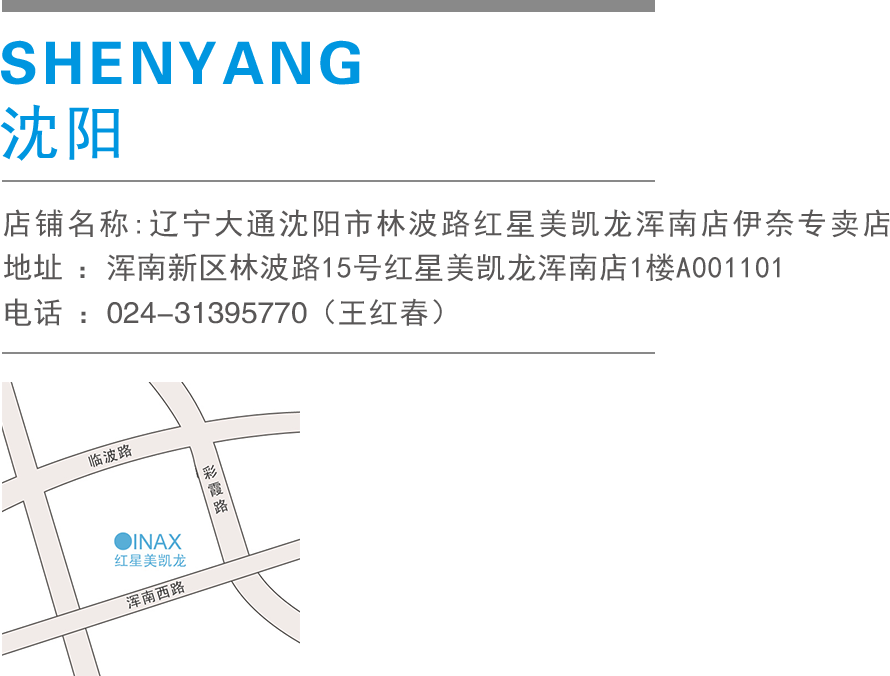 SHENYANG
沈阳
店铺名称:辽宁大通沈阳市林波路红星美凯龙浑南店伊奈专卖店
地址 ：浑南新区林波路15号红星美凯龙浑南店1楼A001101
电话 ：024-31395770（王红春）
临波路
彩霞路
INAX
红星美凯龙
浑南西路